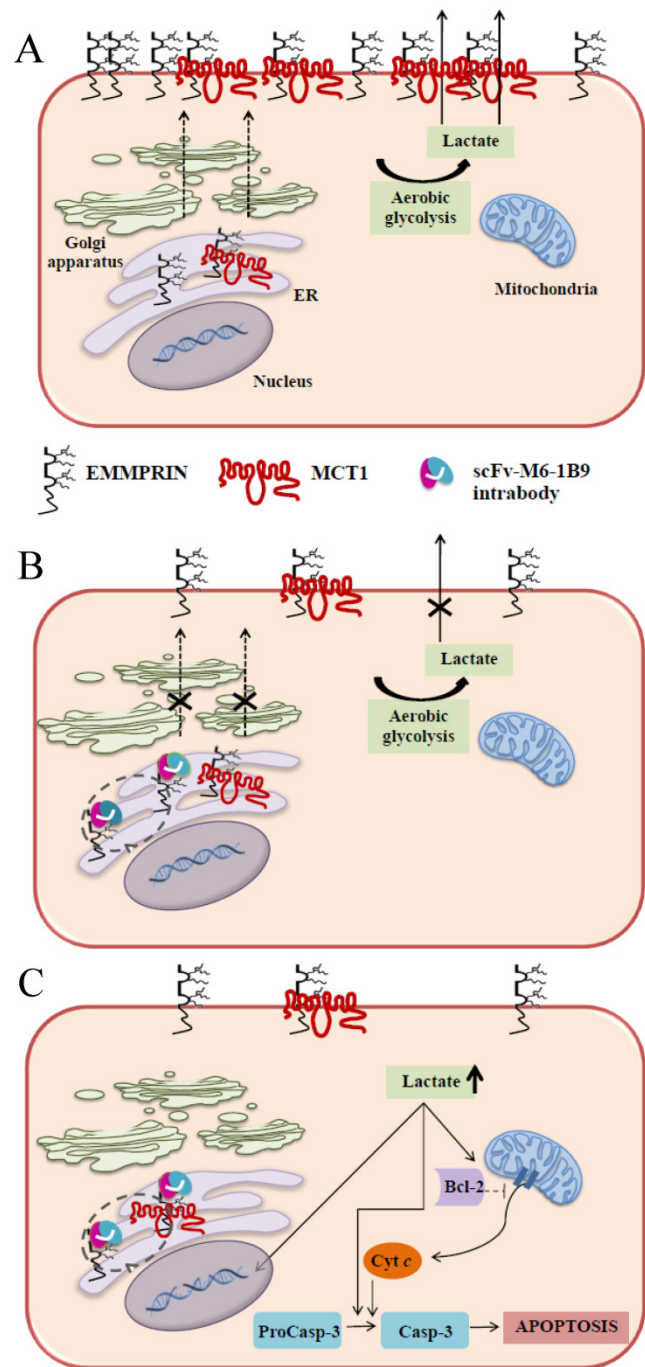 A
Lactate
Aerobic
glycolysis
Golgi
apparatus
ER
Mitochondria
Nucleus
EMMPRIN
MCT1
scFv-M6-1B9
intrabody
B
Lactate
Aerobic
glycolysis
C
Lactate
Bcl-2
Cyt c
ProCasp-3
Casp-3
APOPTOSIS